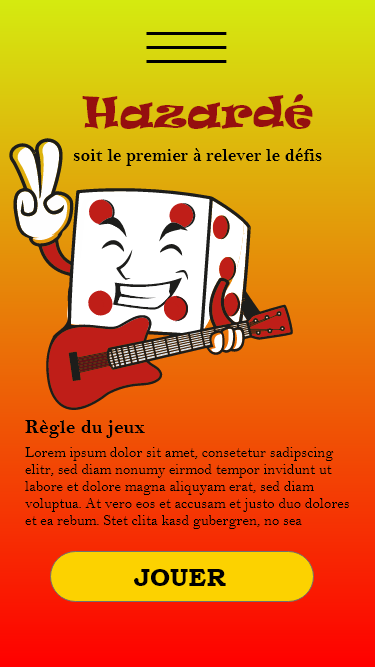 Hazardé
soit le premier à relever le défis
Règle du jeux
Lorem ipsum dolor sit amet, consetetur sadipscing
elitr, sed diam nonumy eirmod tempor invidunt ut
labore et dolore magna aliquyam erat, sed diam
voluptua. At vero eos et accusam et justo duo dolores
et ea rebum. Stet clita kasd gubergren, no sea
JOUER